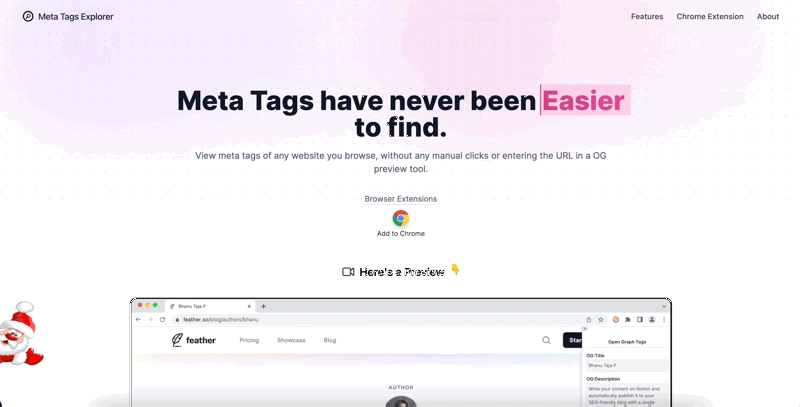 Meta Tags Explorer
Features Chrome Extension About
Meta Tags have never been Easier
to find.
View meta tags of any website you browse, without any manual clicks or entering the URL in a OG
preview tool.
Browser Extensions
Add to Chrome
Here's a Preview 👇
Bhanu Teja P
feather.so/blog/authors/bhanu
feather Pricing Showcase Blog Star
Open Graph Tags
OG:Title
Bhanu Teja P
OG:Description
Write your content on Notion and
automatically publish it to your
SEO-friendly blog with a single
AUTHOR